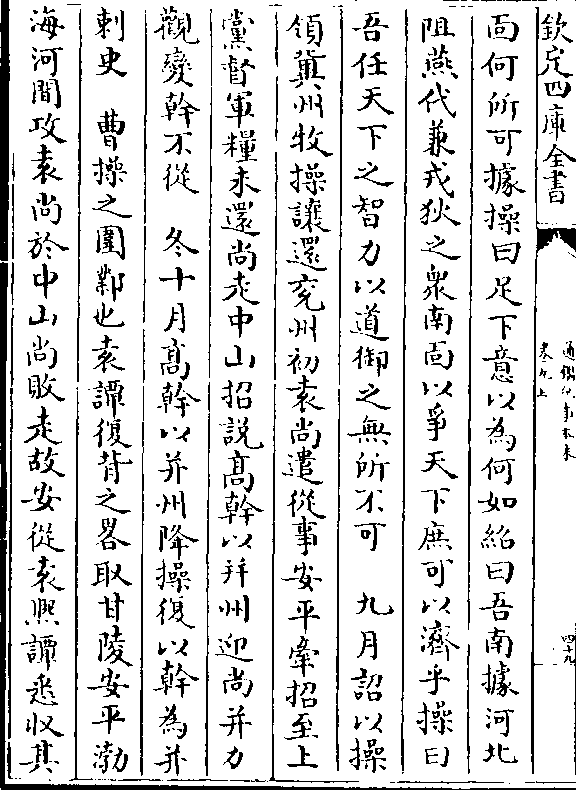 欽定四庫全書
通鑑紀事本末
卷九上
四十九
面何所可據操曰足下意以為何如紹曰吾南據河北
阻燕代兼戎狄之衆南面以爭天下庶可以濟乎操曰
吾任天下之智力以道御之無所不可　九月詔以操
領冀州牧操讓還兖州初袁尚遣從事安平牽招至上
黨督軍糧未還尚走中山招説髙幹以并州迎尚并力
觀變幹不從　冬十月髙幹以并州降操復以幹為并
刺史　曹操之圍鄴也袁譚復背之畧取甘陵安平渤
海河間攻袁尚於中山尚敗走故安從袁熙譚悉收其